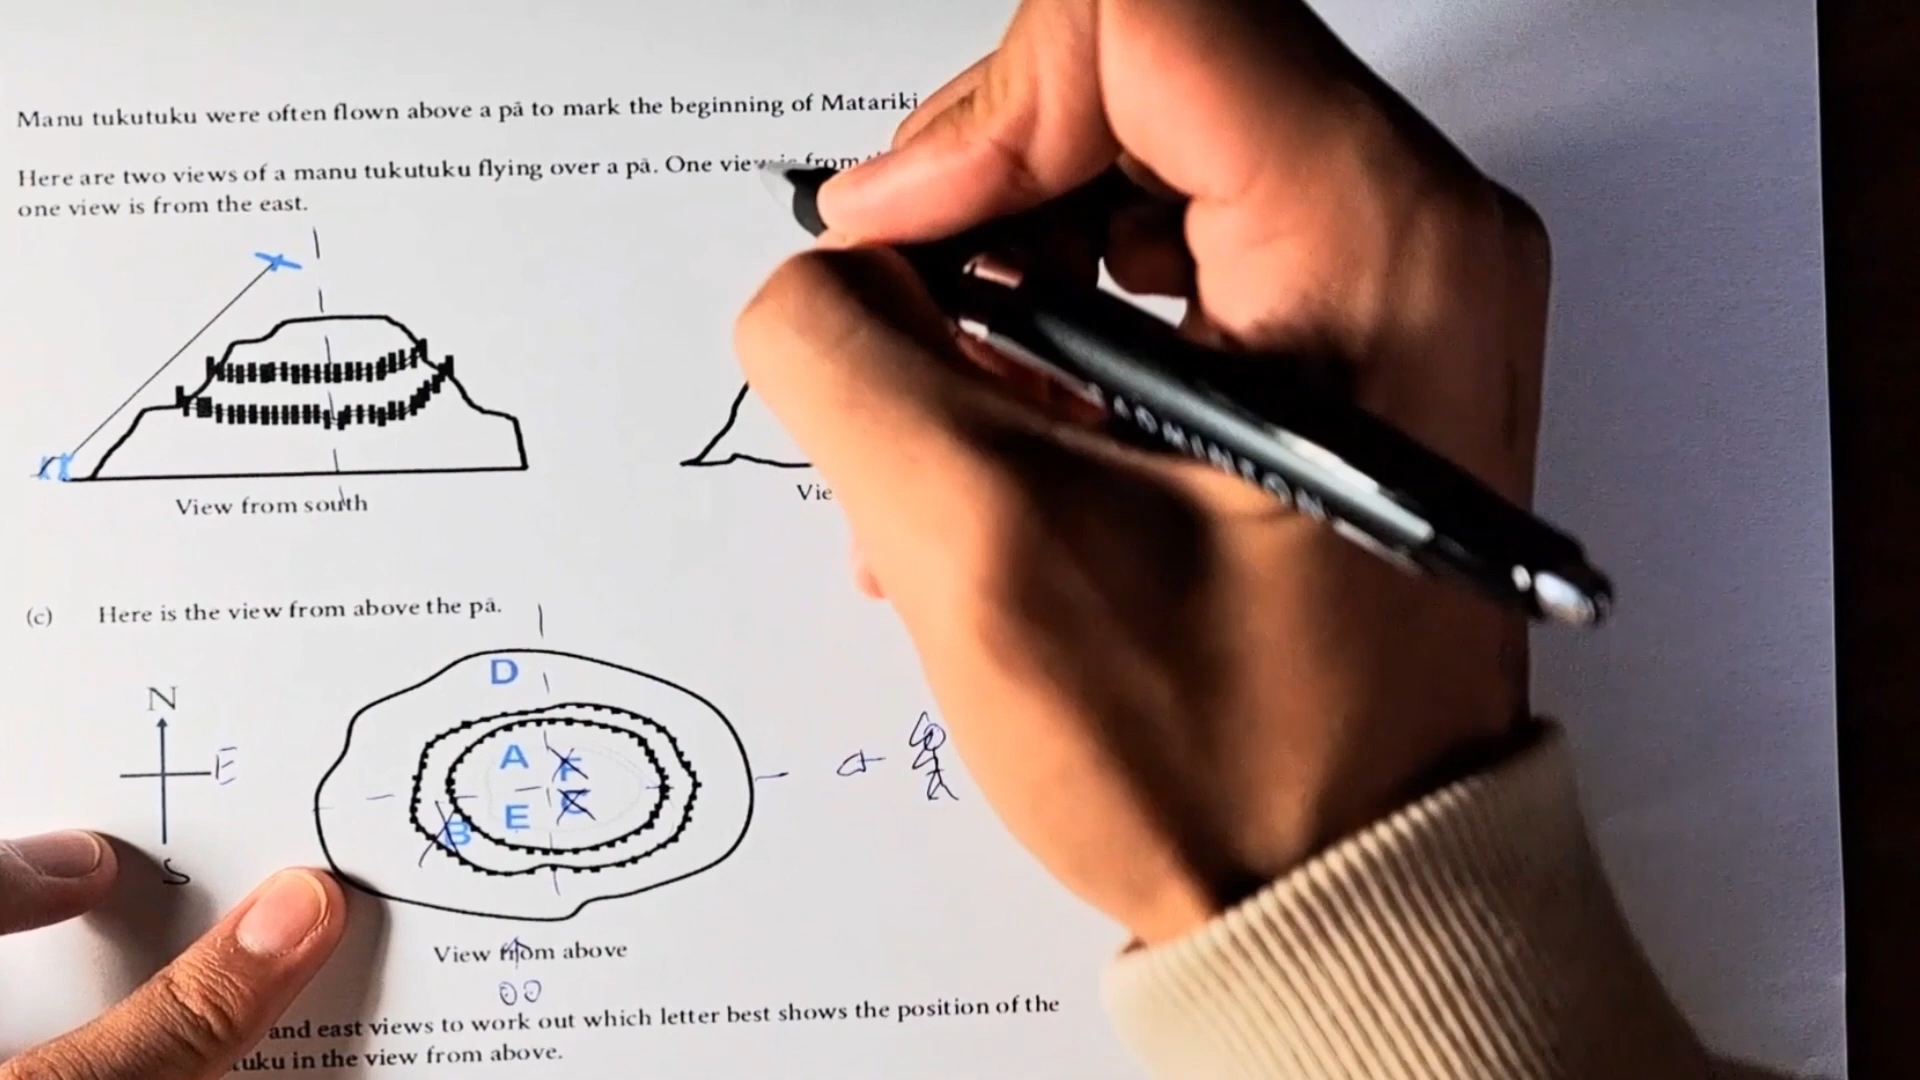 Manu tukutuku were often flown above a pā to mark the beginning of Matariki
Here are two views of a manu tukutuku flying over a pā. One view is from
one view is from the east.
View from south
Vie
(c) Here is the view from above the pā.
N
E
S
D
A F
E C
B
View from above
and east views to work out which letter best shows the position of the
uku in the view from above.